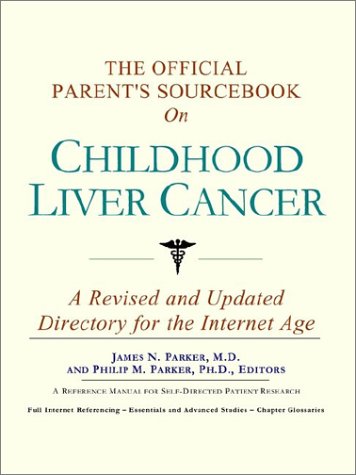 THE OFFICIAL
PARENT'S SOURCEBOOK
On
CHILDHOOD
LIVER CANCER
A Revised and Updated
Directory for the Internet Age
JAMES N. PARKER, M.D.
AND PHILIP M. PARKER, PH.D., EDITORS
A REFERENCE MANUAL FOR SELF-DIRECTED PATIENT RESEARCH
Full Internet Referencing – Essentials and Advanced Studies – Chapter Glossaries